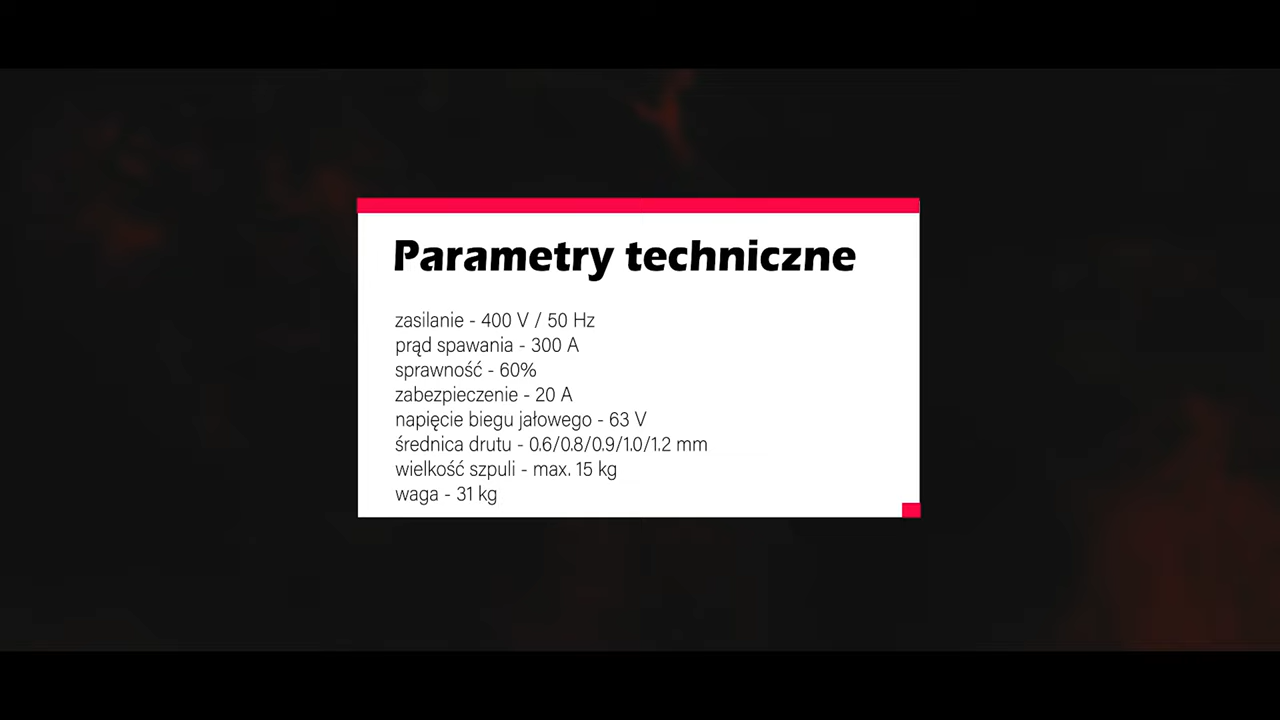 Parametry techniczne
zasilanie - 400 V / 50 Hz
prąd spawania - 300 A
sprawność - 60%
zabezpieczenie - 20 A
napięcie biegu jałowego - 63 V
średnica drutu - 0.6/0.8/0.9/1.0/1.2 mm
wielkość szpuli - max. 15 kg
waga - 31 kg